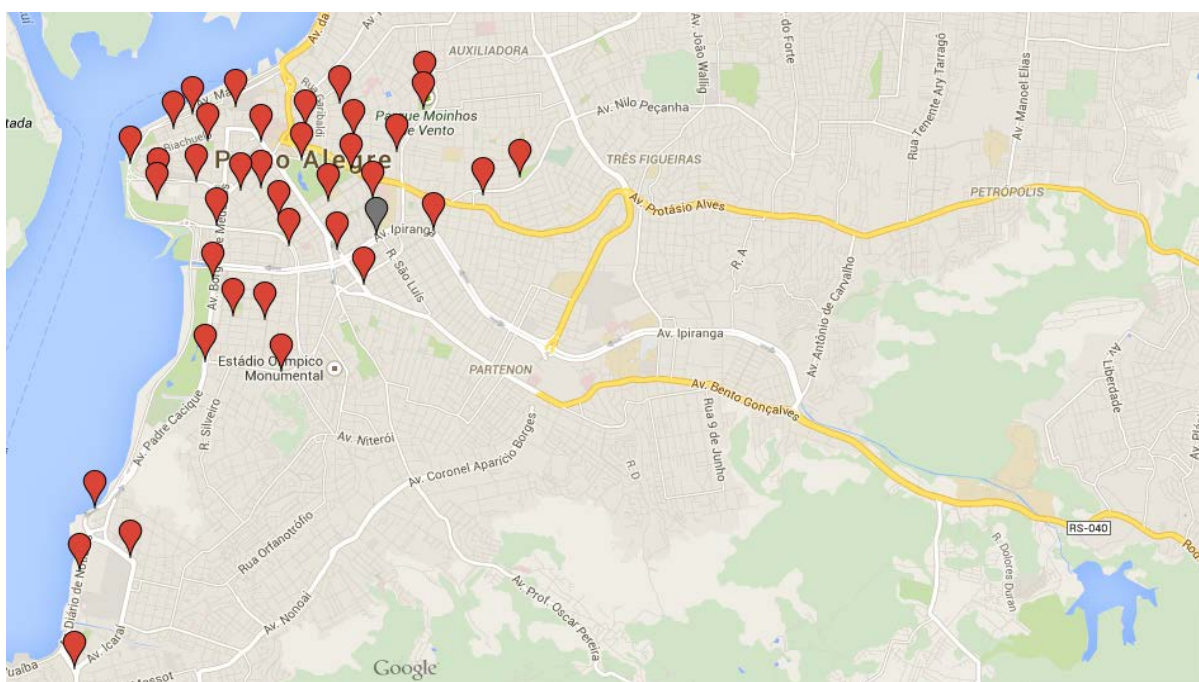 AUXILIADORA
Av. João Wallig
do Forte
Rua Tenente Ary Tarragó
Av. Manoel Elias
Av. Nilo Peçanha
Rua Garibaldi
Riachuelo
Parque Moinhos
de Vento
TRÊS FIGUEIRAS
PETRÓPOLIS
Av. Protásio Alves
Av. Ipiranga
R. São Luís
R. A
Av. Antônio de Carvalho
Av. Ipiranga
Estádio Olímpico
Monumental
PARTENON
Av. Bento Gonçalves
Av.
Liberdade
Av. Padre Cacique
R. Silveiro
Av. Niterói
Av. Coronel Aparício Borges
R. D
Rua 9 de Junho
RS-040
Rua Orfanotrófio
R. Dolores Duran
Av. Icaraí
Av. Nonoai
Av. Prof. Oscar Pereira
Google